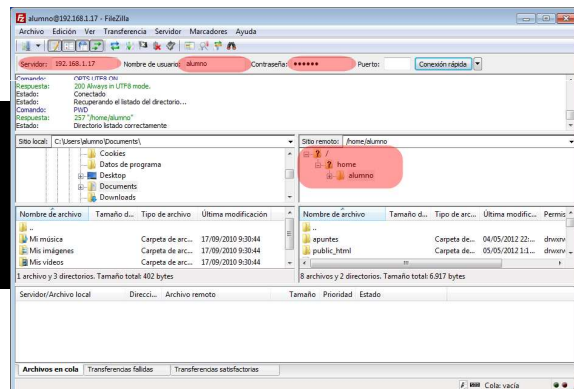 alumno@192.168.1.17 - FileZilla
Archivo Edición Ver Transferencia Servidor Marcadores Ayuda
Servidor: 192.168.1.17 Nombre de usuario: alumno Contraseña: ●●●●●● Puerto: Conexión rápida
Comando: OPTS UTF8 ON
Respuesta: 200 Always in UTF8 mode.
Estado: Conectado
Estado: Recuperando el listado del directorio...
Comando: PWD
Respuesta: 257 "/home/alumno"
Estado: Directorio listado correctamente
Sitio local: C:\Users\alumno\Documents\
Cookies
Datos de programa
Desktop
Documents
Downloads
Sitio remoto: /home/alumno
/
home
alumno
Nombre de archivo Tamaño d... Tipo de archivo Última modificación
..
Mi música Carpeta de arc... 17/09/2010 9:30:44
Mis imágenes Carpeta de arc... 17/09/2010 9:30:44
Mis vídeos Carpeta de arc... 17/09/2010 9:30:44
1 archivo y 3 directorios. Tamaño total: 402 bytes
Nombre de archivo Tamaño d... Tipo de arc... Última modific... Permis
..
apuntes Carpeta de... 04/05/2012 22:... drwxrw
public_html Carpeta de... 05/05/2012 1:1... drwxrw
8 archivos y 2 directorios. Tamaño total: 6.917 bytes
Servidor/Archivo local Direcci... Archivo remoto Tamaño Prioridad Estado
Archivos en cola Transferencias fallidas Transferencias satisfactorias
Cola: vacía